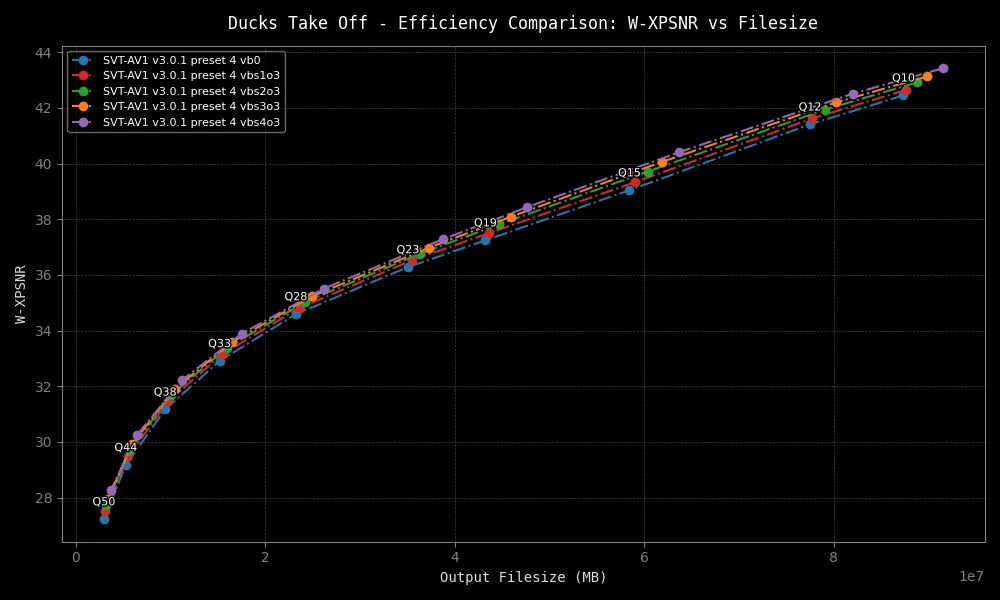 Ducks Take Off - Efficiency Comparison: W-XPSNR vs Filesize
44
42
40
38
36
34
32
30
28
W-XPSNR
SVT-AV1 v3.0.1 preset 4 vb0
SVT-AV1 v3.0.1 preset 4 vbs1o3
SVT-AV1 v3.0.1 preset 4 vbs2o3
SVT-AV1 v3.0.1 preset 4 vbs3o3
SVT-AV1 v3.0.1 preset 4 vbs4o3
Q10
Q12
Q15
Q19
Q23
Q28
Q33
Q38
Q44
Q50
0 2 4 6 8
1e7
Output Filesize (MB)